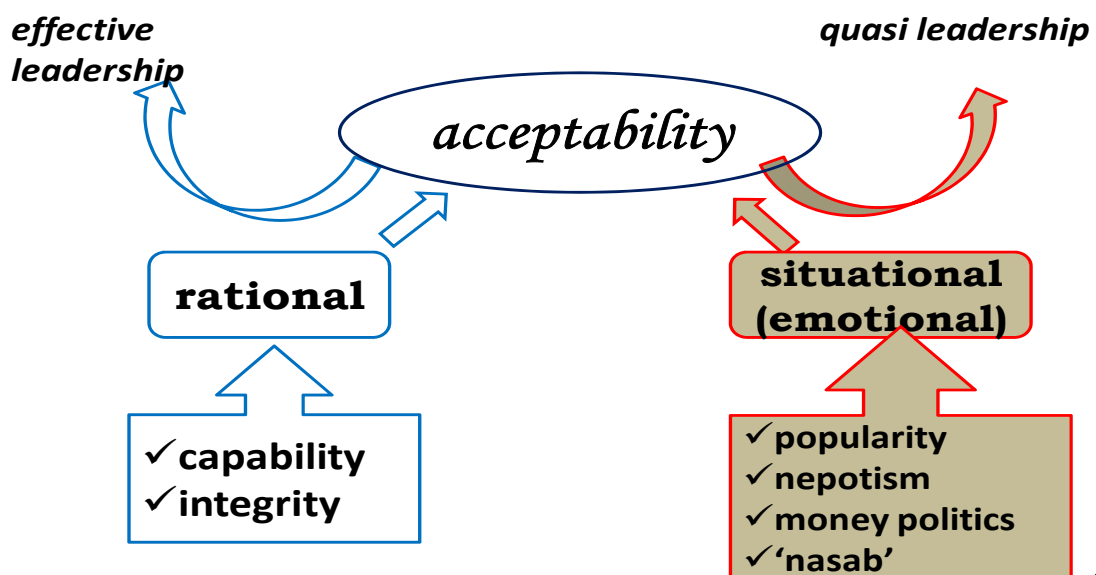 effective
leadership
quasi leadership
acceptability
rational
situational
(emotional)
✓capability
✓integrity
✓popularity
✓nepotism
✓money politics
✓‘nasab’